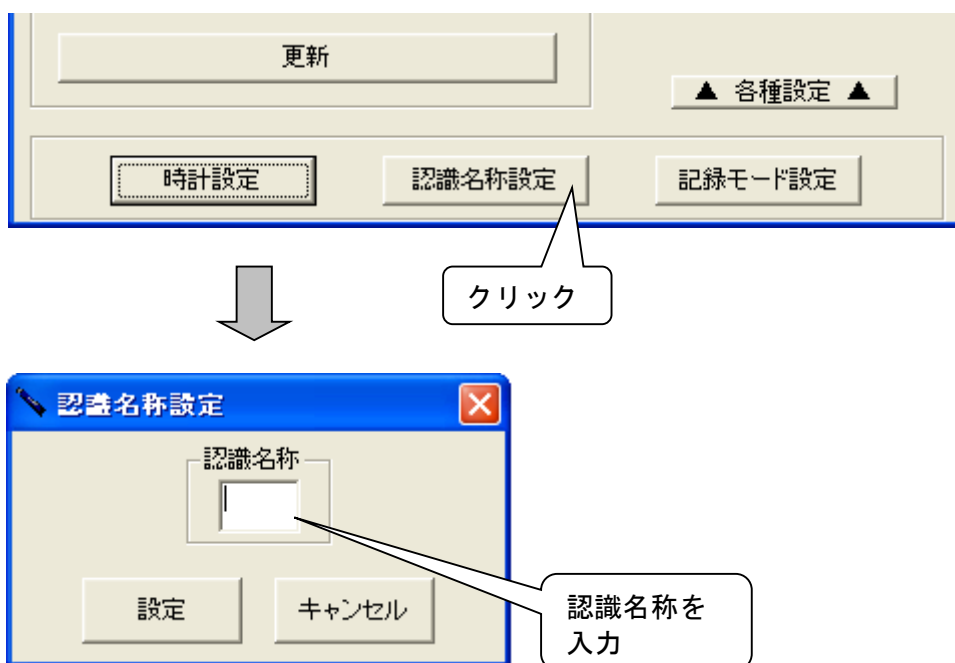 更新
▲ 各種設定 ▲
時計設定
認識名称設定
記録モード設定
クリック
認識名称設定
認識名称
設定
キャンセル
認識名称を
入力